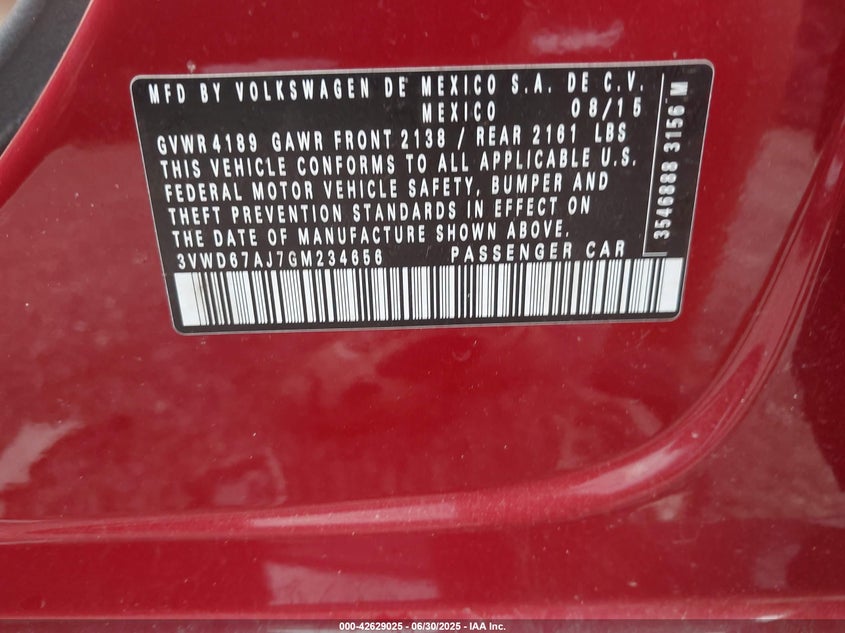 MFD BY VOLKSWAGEN DE MEXICO S.A. DE C.V.
MEXICO 08/15
GVWR 4189 GAWR FRONT 2138 / REAR 2161 LBS
THIS VEHICLE CONFORMS TO ALL APPLICABLE U.S.
FEDERAL MOTOR VEHICLE SAFETY, BUMPER AND
THEFT PREVENTION STANDARDS IN EFFECT ON
THE DATE OF MANUFACTURE SHOWN ABOVE.
3VWD67AJ7GM234656 PASSENGER CAR
3546888 3156 M
000-42629025 - 06/30/2025 - IAA Inc.